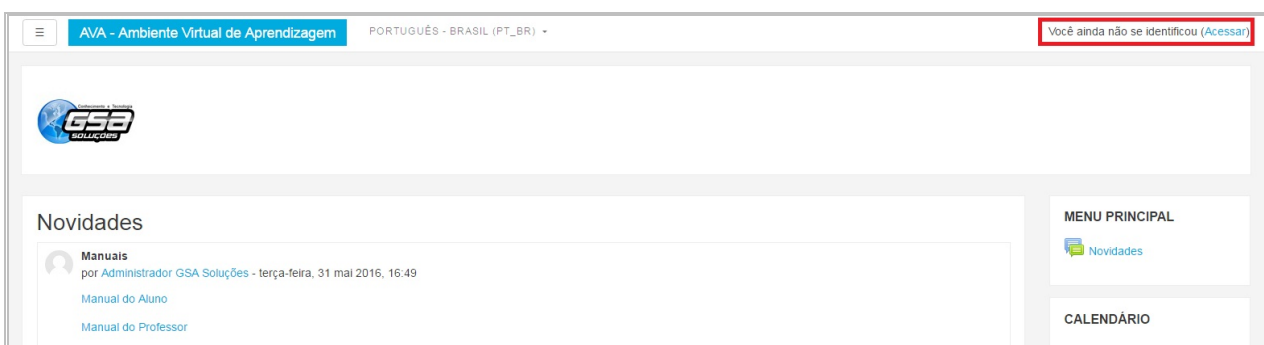 AVA - Ambiente Virtual de Aprendizagem
PORTUGUÊS - BRASIL (PT_BR)
Você ainda não se identificou (Acessar)
Conhecimento e Tecnologia
GSA
SOLUÇÕES
Novidades
Manuais
por Administrador GSA Soluções - terça-feira, 31 mai 2016, 16:49
Manual do Aluno
Manual do Professor
MENU PRINCIPAL
Novidades
CALENDÁRIO